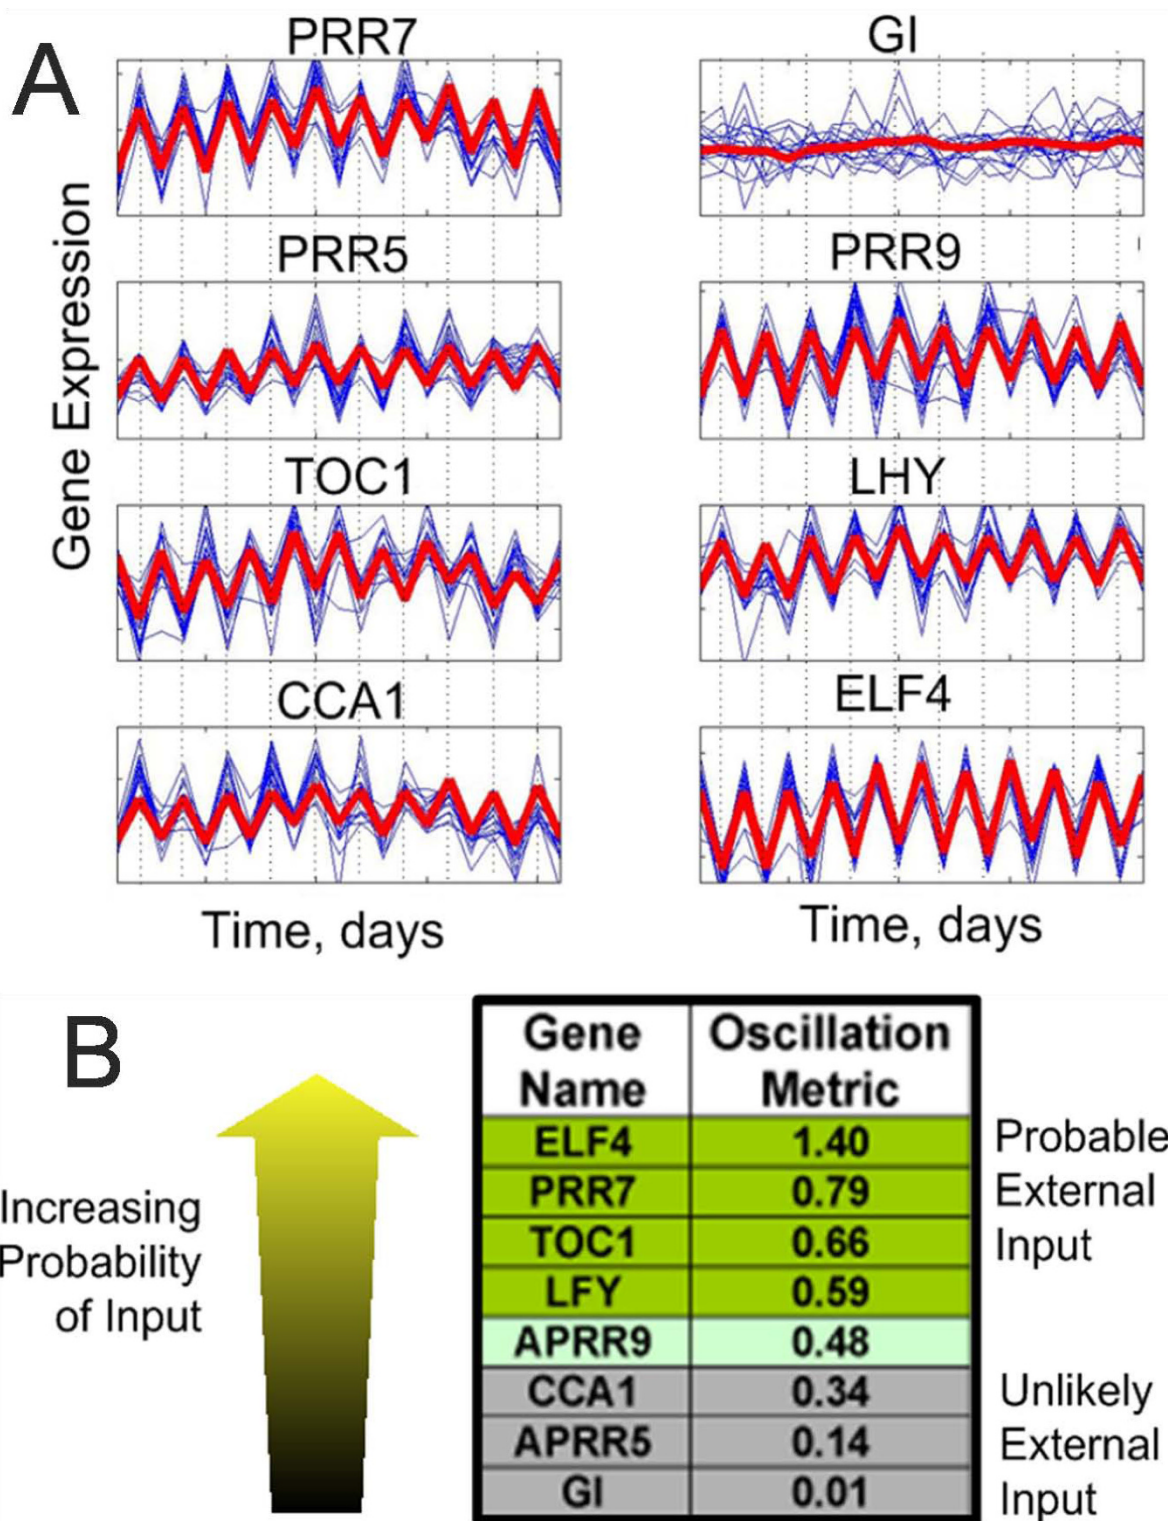 A
PRR7
GI
PRR5
PRR9
TOC1
LHY
CCA1
ELF4
Gene Expression
Time, days
Time, days
B
Increasing
Probability
of Input
Gene Name Oscillation Metric
ELF4 1.40
PRR7 0.79
TOC1 0.66
LFY 0.59
APRR9 0.48
CCA1 0.34
APRR5 0.14
GI 0.01
Probable
External
Input
Unlikely
External
Input